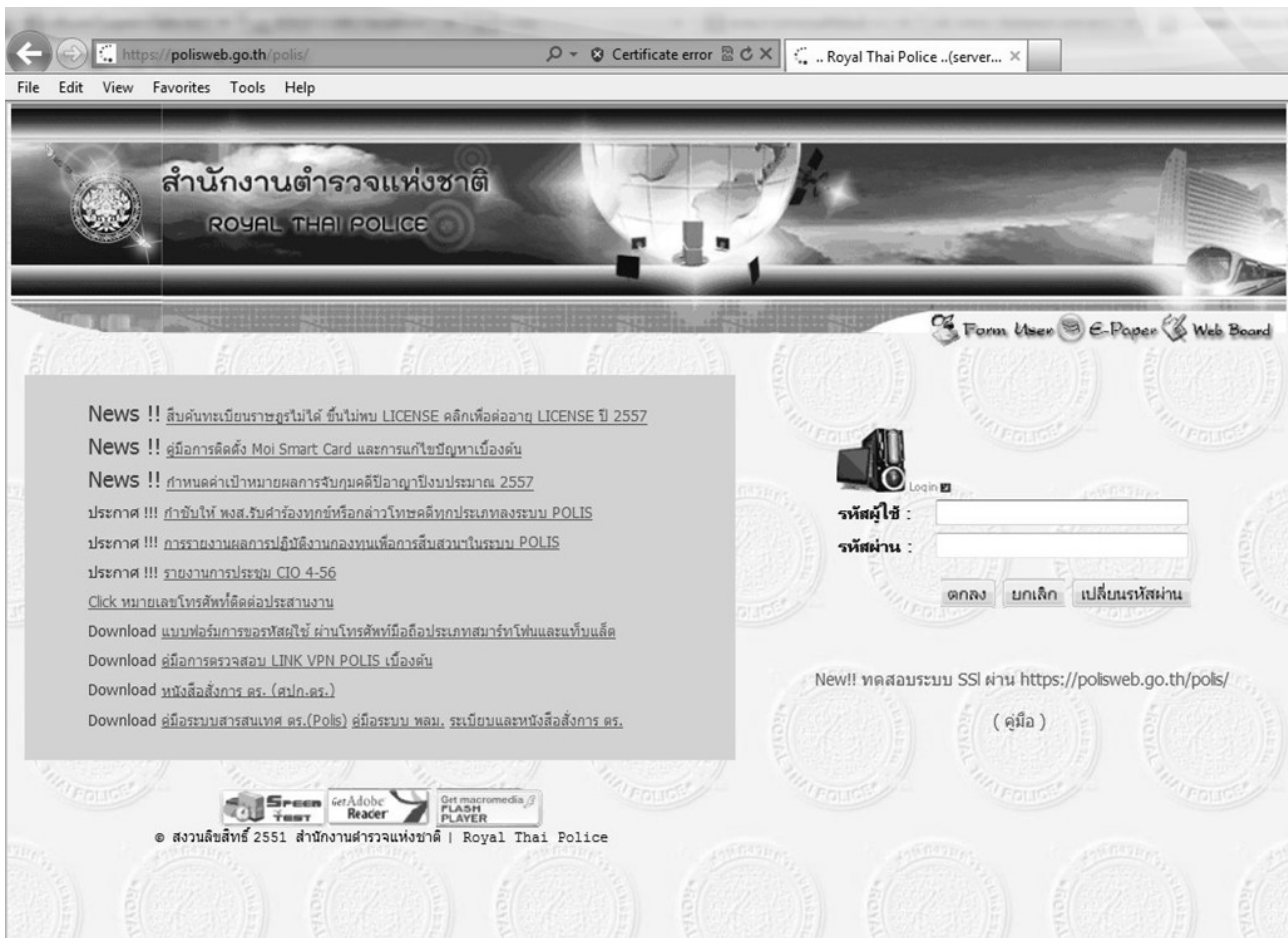 https://polisweb.go.th/polis/
Certificate error
.. Royal Thai Police ..(server...
File Edit View Favorites Tools Help
สำนักงานตำรวจแห่งชาติ
ROYAL THAI POLICE
Form User E-Paper Web Board
News !! สืบค้นทะเบียนราษฎรไม่ได้ ขึ้นไม่พบ LICENSE คลิกเพื่อต่ออายุ LICENSE ปี 2557
News !! คู่มือการติดตั้ง Moi Smart Card และการแก้ไขปัญหาเบื้องต้น
News !! กำหนดค่าเป้าหมายผลการจับกุมคดีปีอาญาปีงบประมาณ 2557
ประกาศ !!! กำชับให้ พงส.รับคำร้องทุกข์หรือกล่าวโทษคดีทุกประเภทลงระบบ POLIS
ประกาศ !!! การรายงานผลการปฏิบัติงานกองทุนเพื่อการสืบสวนฯในระบบ POLIS
ประกาศ !!! รายงานการประชุม CIO 4-56
Click หมายเลขโทรศัพท์ติดต่อประสานงาน
Download แบบฟอร์มการขอรหัสผู้ใช้ ผ่านโทรศัพท์มือถือประเภทสมาร์ทโฟนและแท็บแล็ต
Download คู่มือการตรวจสอบ LINK VPN POLIS เบื้องต้น
Download หนังสือสั่งการ ตร. (ศปก.ตร.)
Download คู่มือระบบสารสนเทศ ตร.(Polis) คู่มือระบบ พลม. ระเบียบและหนังสือสั่งการ ตร.
Login
รหัสผู้ใช้ :
รหัสผ่าน :
ตกลง ยกเลิก เปลี่ยนรหัสผ่าน
New!! ทดสอบระบบ SSl ผ่าน https://polisweb.go.th/polis/
( คู่มือ )
SPEED TEST
Get Adobe Reader
Get macromedia FLASH PLAYER
© สงวนลิขสิทธิ์ 2551 สำนักงานตำรวจแห่งชาติ | Royal Thai Police